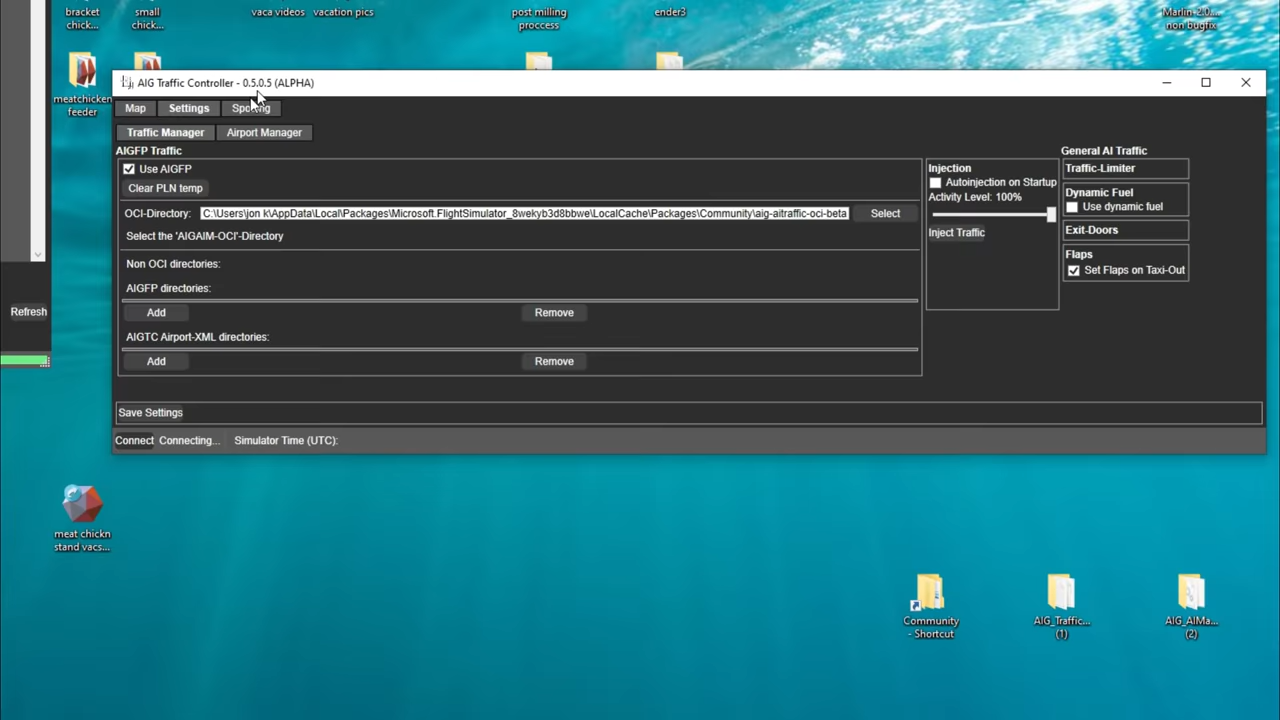 bracket
chick...
small
chick...
vaca videos
vacation pics
post milling
proccess
ender3
Marlin-2.0....
non bugfix
meatchicken
feeder
AIG Traffic Controller - 0.5.0.5 (ALPHA)
Map
Settings
Traffic Manager
Airport Manager
AIGFP Traffic
Use AIGFP
Clear PLN temp
OCI-Directory:
C:\Users\jon k\AppData\Local\Packages\Microsoft.FlightSimulator_8wekyb3d8bbwe\LocalCache\Packages\Community\aig-aitraffic-oci-beta
Select
Select the 'AIGAIM-OCI'-Directory
Non OCI directories:
AIGFP directories:
Add
Remove
AIGTC Airport-XML directories:
Add
Remove
Injection
Autoinjection on Startup
Activity Level: 100%
Inject Traffic
General AI Traffic
Traffic-Limiter
Dynamic Fuel
Use dynamic fuel
Exit-Doors
Flaps
Set Flaps on Taxi-Out
Save Settings
Connect
Connecting...
Simulator Time (UTC):
Refresh
meat chickn
stand vacs...
Community
- Shortcut
AIG_Traffic...
(1)
AIG_AIMa...
(2)